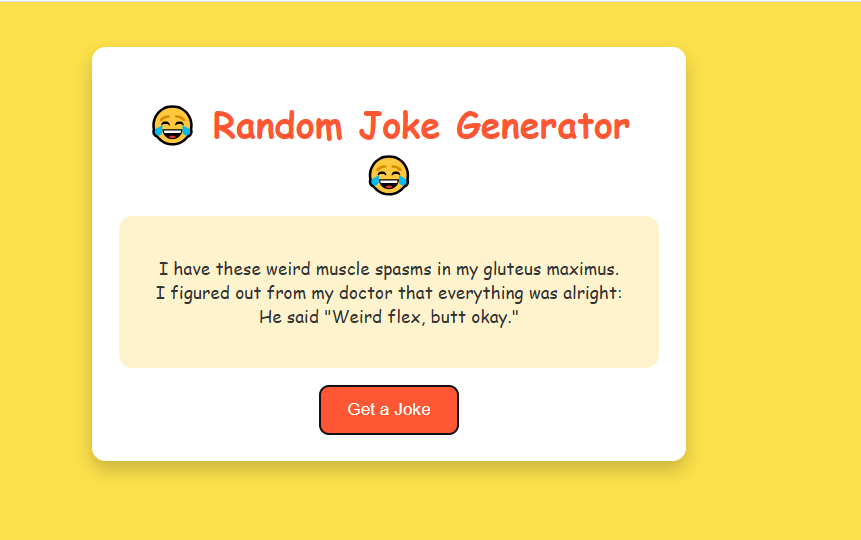 😂 Random Joke Generator
😂
I have these weird muscle spasms in my gluteus maximus.
I figured out from my doctor that everything was alright:
He said "Weird flex, butt okay."
Get a Joke